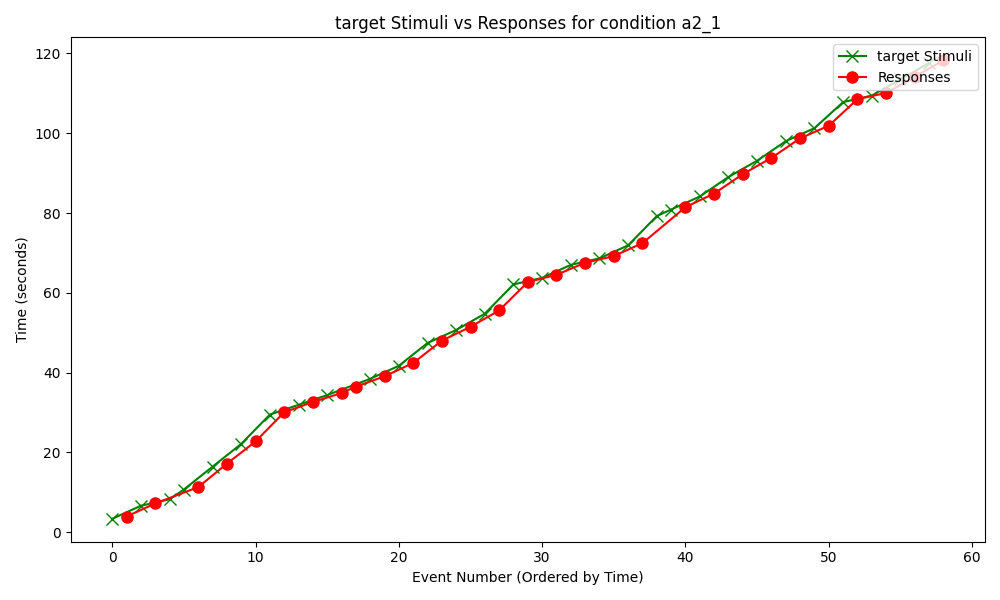 target Stimuli vs Responses for condition a2_1
target Stimuli
Responses
Time (seconds)
120
100
80
60
40
20
0
0 10 20 30 40 50 60
Event Number (Ordered by Time)